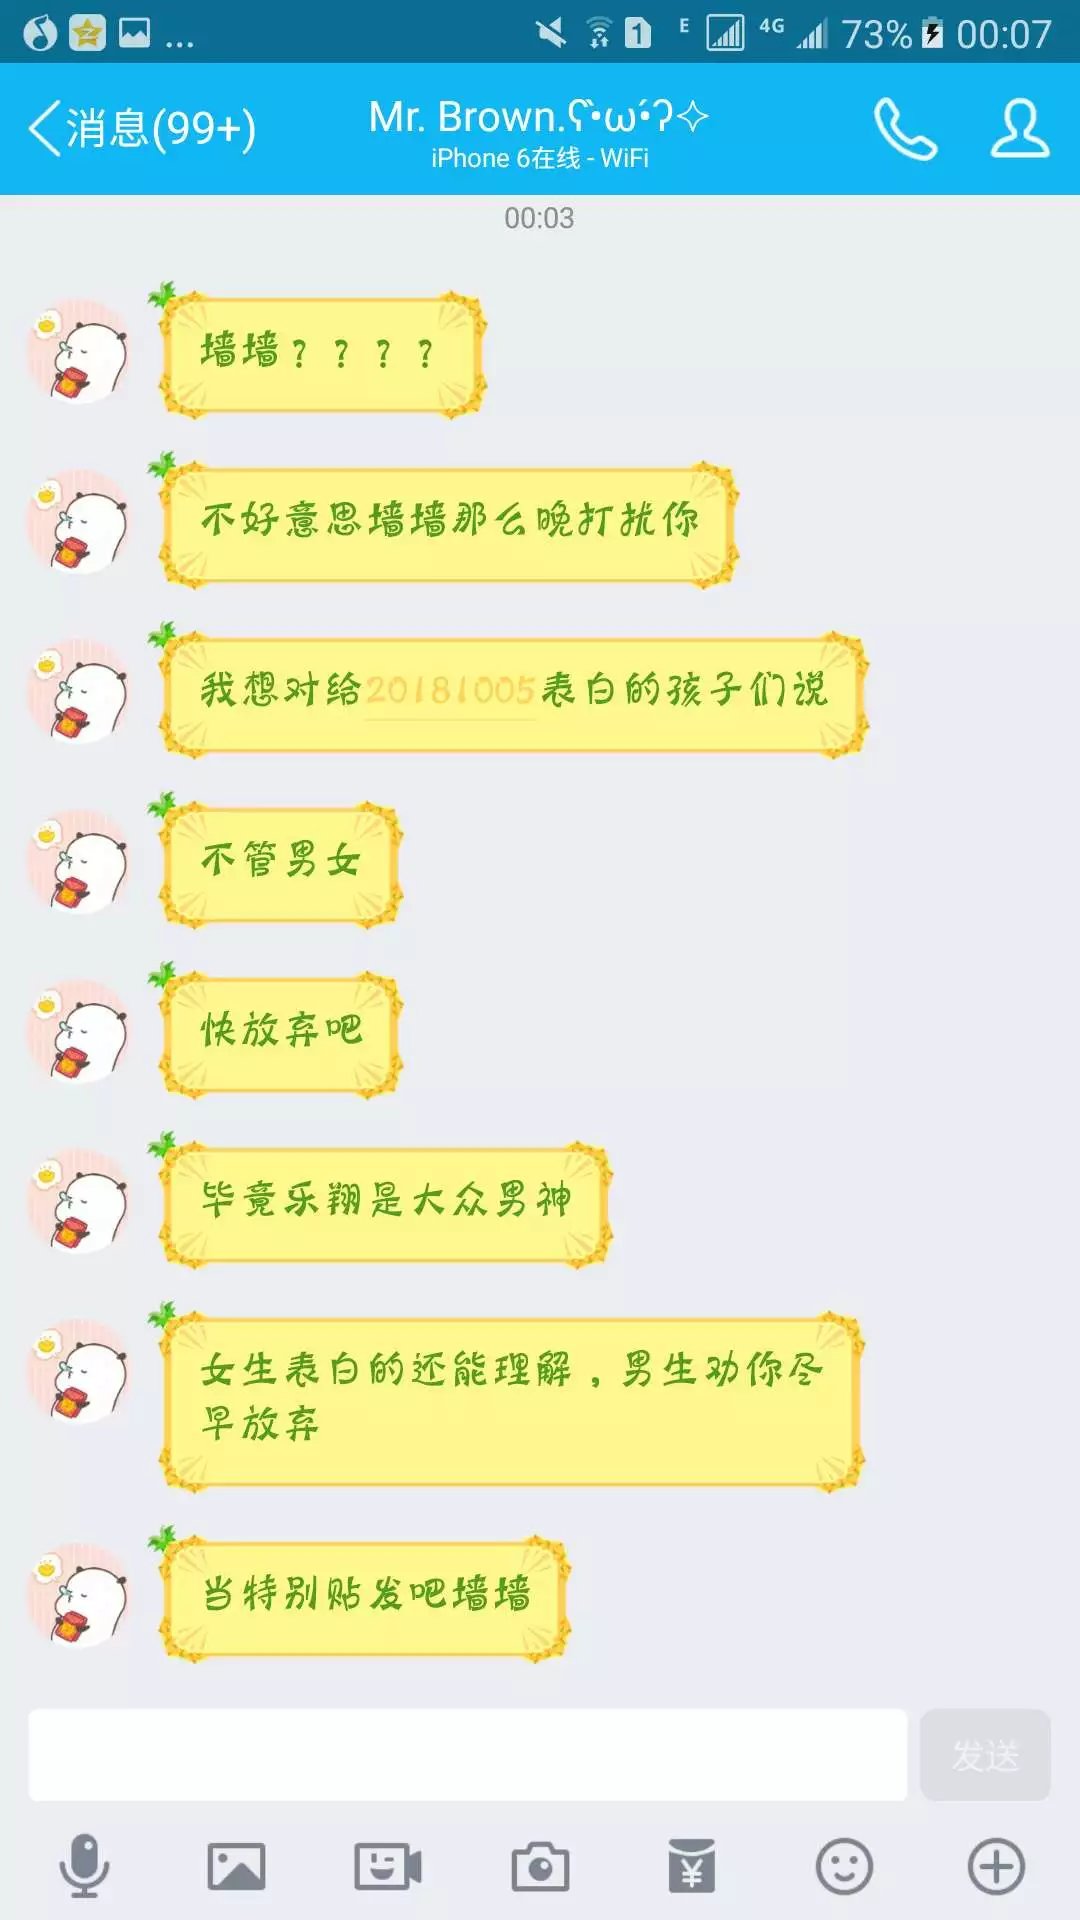 ... 1 E 4G 73% 00:07
消息(99+)
Mr. Brown.ʕ•̀ω•́ʔ✧
iPhone 6在线 - WiFi
00:03
墙墙？？？？
不好意思墙墙那么晚打扰你
我想对给20181005表白的孩子们说
不管男女
快放弃吧
毕竟乐翔是大众男神
女生表白的还能理解，男生劝你尽
早放弃
当特别贴发吧墙墙
发送